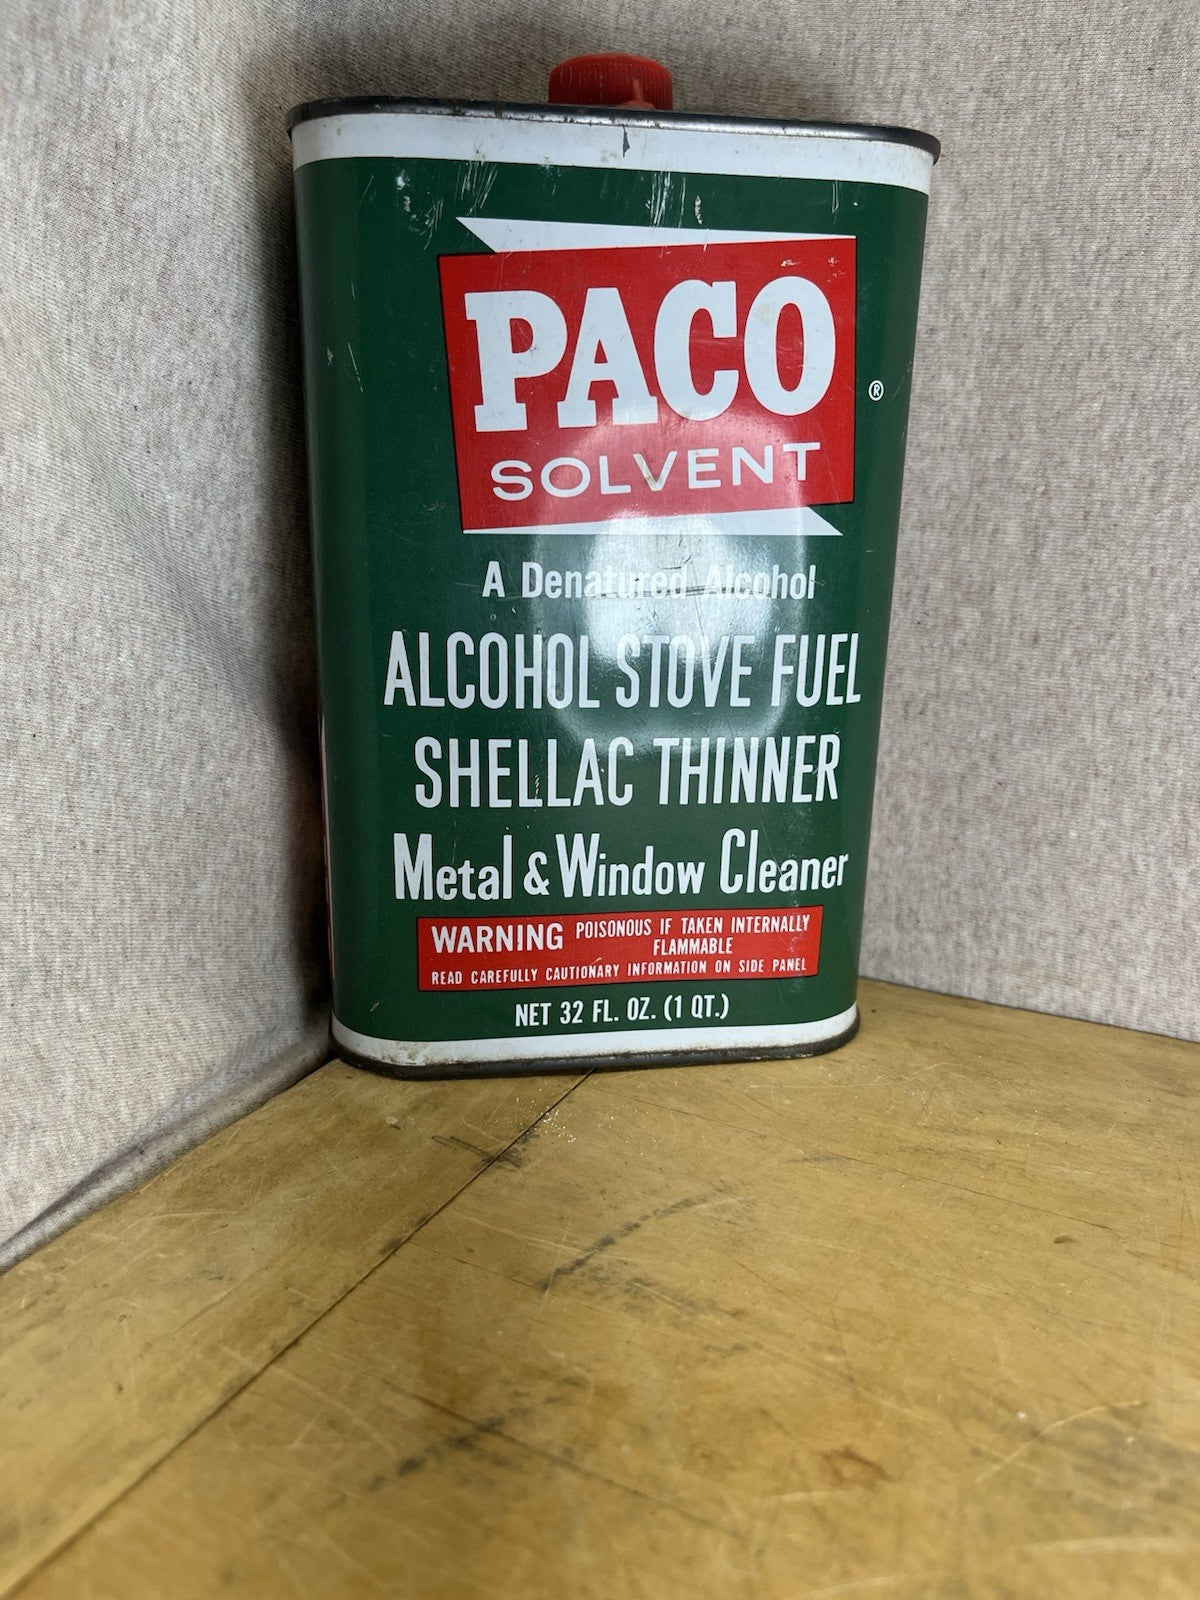 PACO
®
SOLVENT
A Denatured Alcohol
ALCOHOL STOVE FUEL
SHELLAC THINNER
Metal & Window Cleaner
WARNING POISONOUS IF TAKEN INTERNALLY
FLAMMABLE
READ CAREFULLY CAUTIONARY INFORMATION ON SIDE PANEL
NET 32 FL. OZ. (1 QT.)